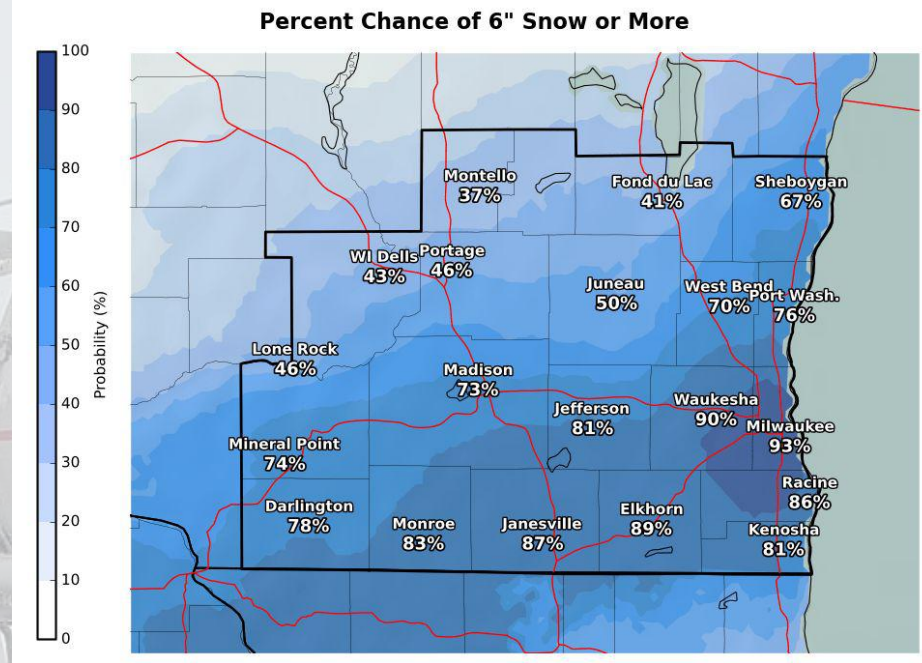 Percent Chance of 6" Snow or More
100
90
80
70
60
50
40
30
20
10
0
Probability (%)
Montello
37%
Fond du Lac
41%
Sheboygan
67%
WI Dells
43%
Portage
46%
Juneau
50%
West Bend
70%
Port Wash.
76%
Lone Rock
46%
Madison
73%
Jefferson
81%
Waukesha
90%
Milwaukee
93%
Mineral Point
74%
Racine
86%
Darlington
78%
Monroe
83%
Janesville
87%
Elkhorn
89%
Kenosha
81%